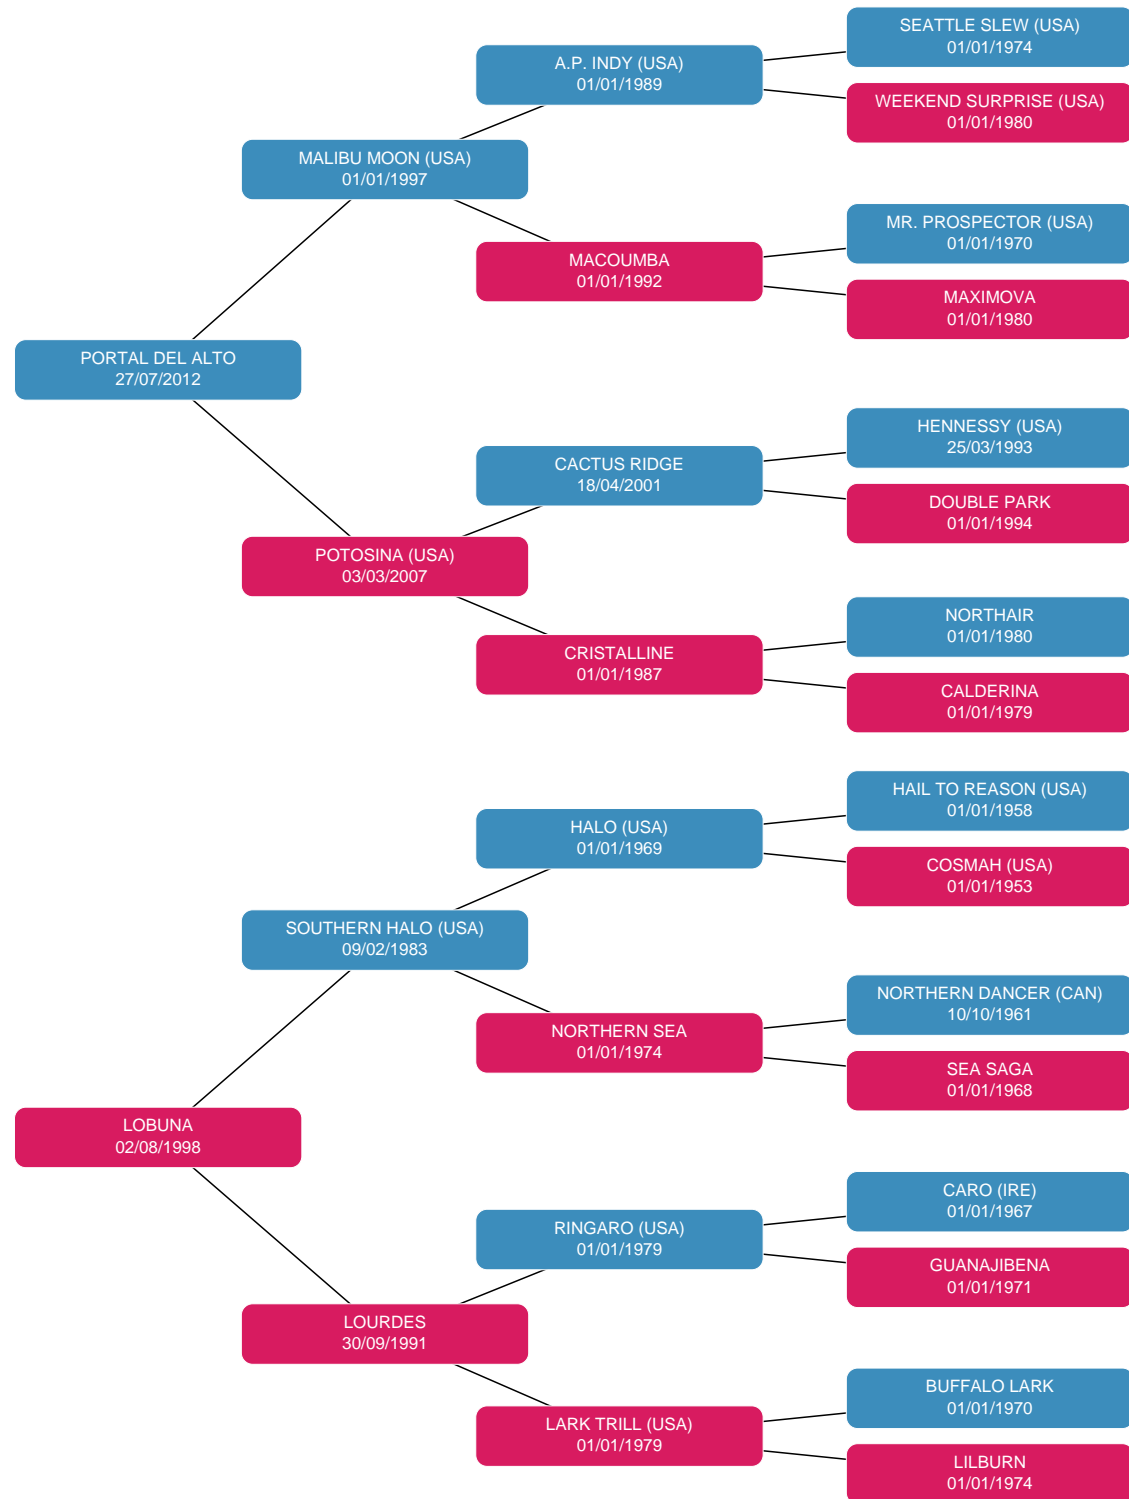 SEATTLE SLEW (USA)
01/01/1974
A.P. INDY (USA)
01/01/1989
WEEKEND SURPRISE (USA)
01/01/1980
MALIBU MOON (USA)
01/01/1997
MR. PROSPECTOR (USA)
01/01/1970
MACOUMBA
01/01/1992
MAXIMOVA
01/01/1980
PORTAL DEL ALTO
27/07/2012
HENNESSY (USA)
25/03/1993
CACTUS RIDGE
18/04/2001
DOUBLE PARK
01/01/1994
POTOSINA (USA)
03/03/2007
NORTHAIR
01/01/1980
CRISTALLINE
01/01/1987
CALDERINA
01/01/1979
HAIL TO REASON (USA)
01/01/1958
HALO (USA)
01/01/1969
COSMAH (USA)
01/01/1953
SOUTHERN HALO (USA)
09/02/1983
NORTHERN DANCER (CAN)
10/10/1961
NORTHERN SEA
01/01/1974
SEA SAGA
01/01/1968
LOBUNA
02/08/1998
CARO (IRE)
01/01/1967
RINGARO (USA)
01/01/1979
GUANAJIBENA
01/01/1971
LOURDES
30/09/1991
BUFFALO LARK
01/01/1970
LARK TRILL (USA)
01/01/1979
LILBURN
01/01/1974